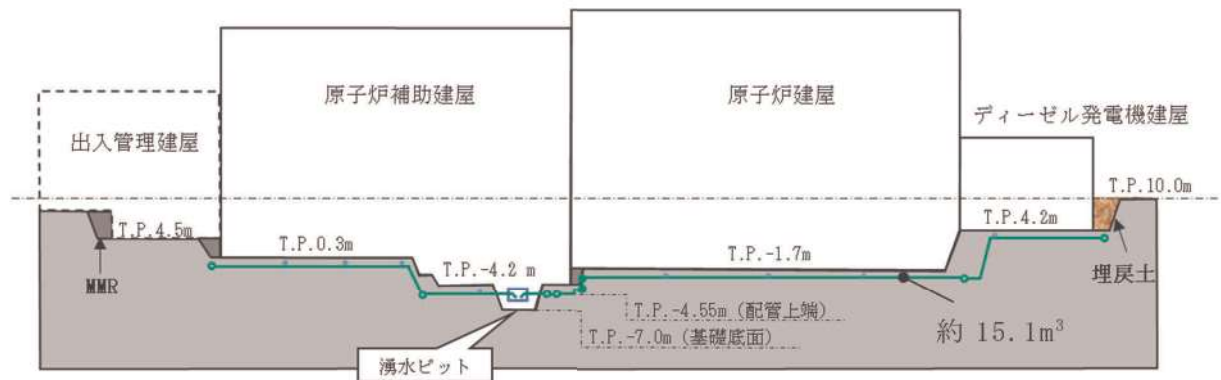 原子炉補助建屋
原子炉建屋
出入管理建屋
ディーゼル発電機建屋
T.P.10.0m
T.P.4.5m
T.P.0.3m
T.P.-4.2 m
T.P.-1.7m
T.P.4.2m
MMR
埋戻土
T.P.-4.55m (配管上端)
T.P.-7.0m (基礎底面)
約 15.1m³
湧水ピット